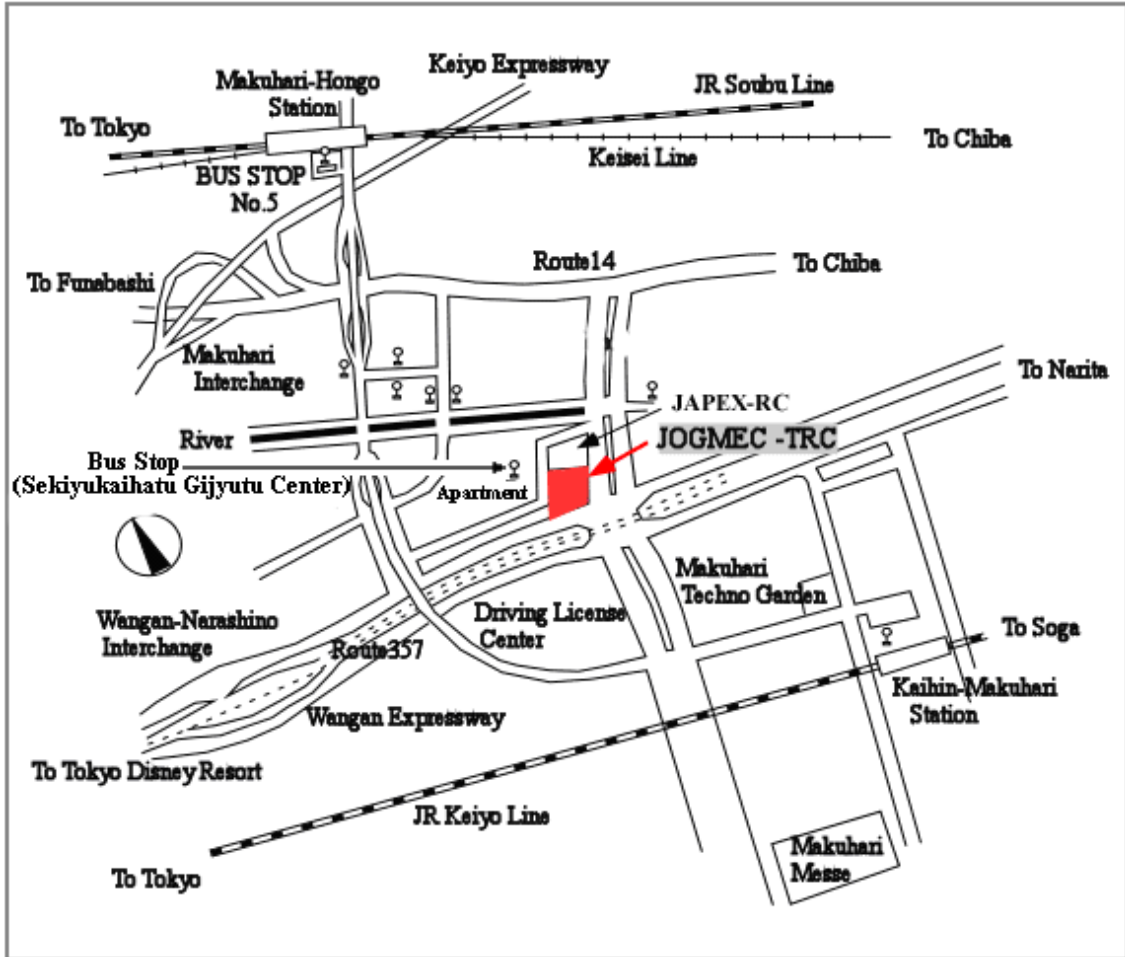 Keiyo Expressway
Makuhari-Hongo
Station
JR Soubu Line
To Tokyo
To Chiba
Keisei Line
BUS STOP
No.5
Route14
To Chiba
To Funabashi
Makuhari
Interchange
To Narita
JAPEX-RC
River
JOGMEC -TRC
Bus Stop
(Sekiyukaihatu Gijyutu Center)
Apartment
Makuhari
Techno Garden
Wangan-Narashino
Interchange
Driving License
Center
To Soga
Route357
Kaihin-Makuhari
Station
Wangan Expressway
To Tokyo Disney Resort
JR Keiyo Line
Makuhari
Messe
To Tokyo